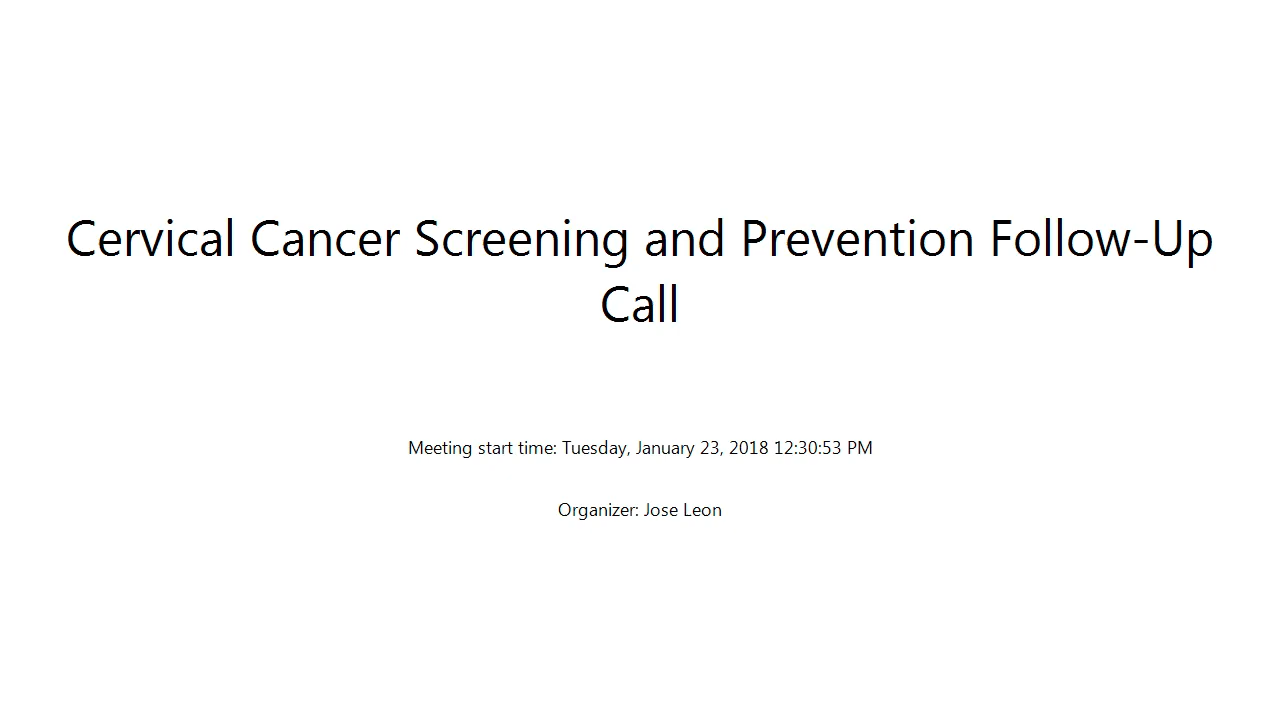 Cervical Cancer Screening and Prevention Follow-Up
Call
Meeting start time: Tuesday, January 23, 2018 12:30:53 PM
Organizer: Jose Leon